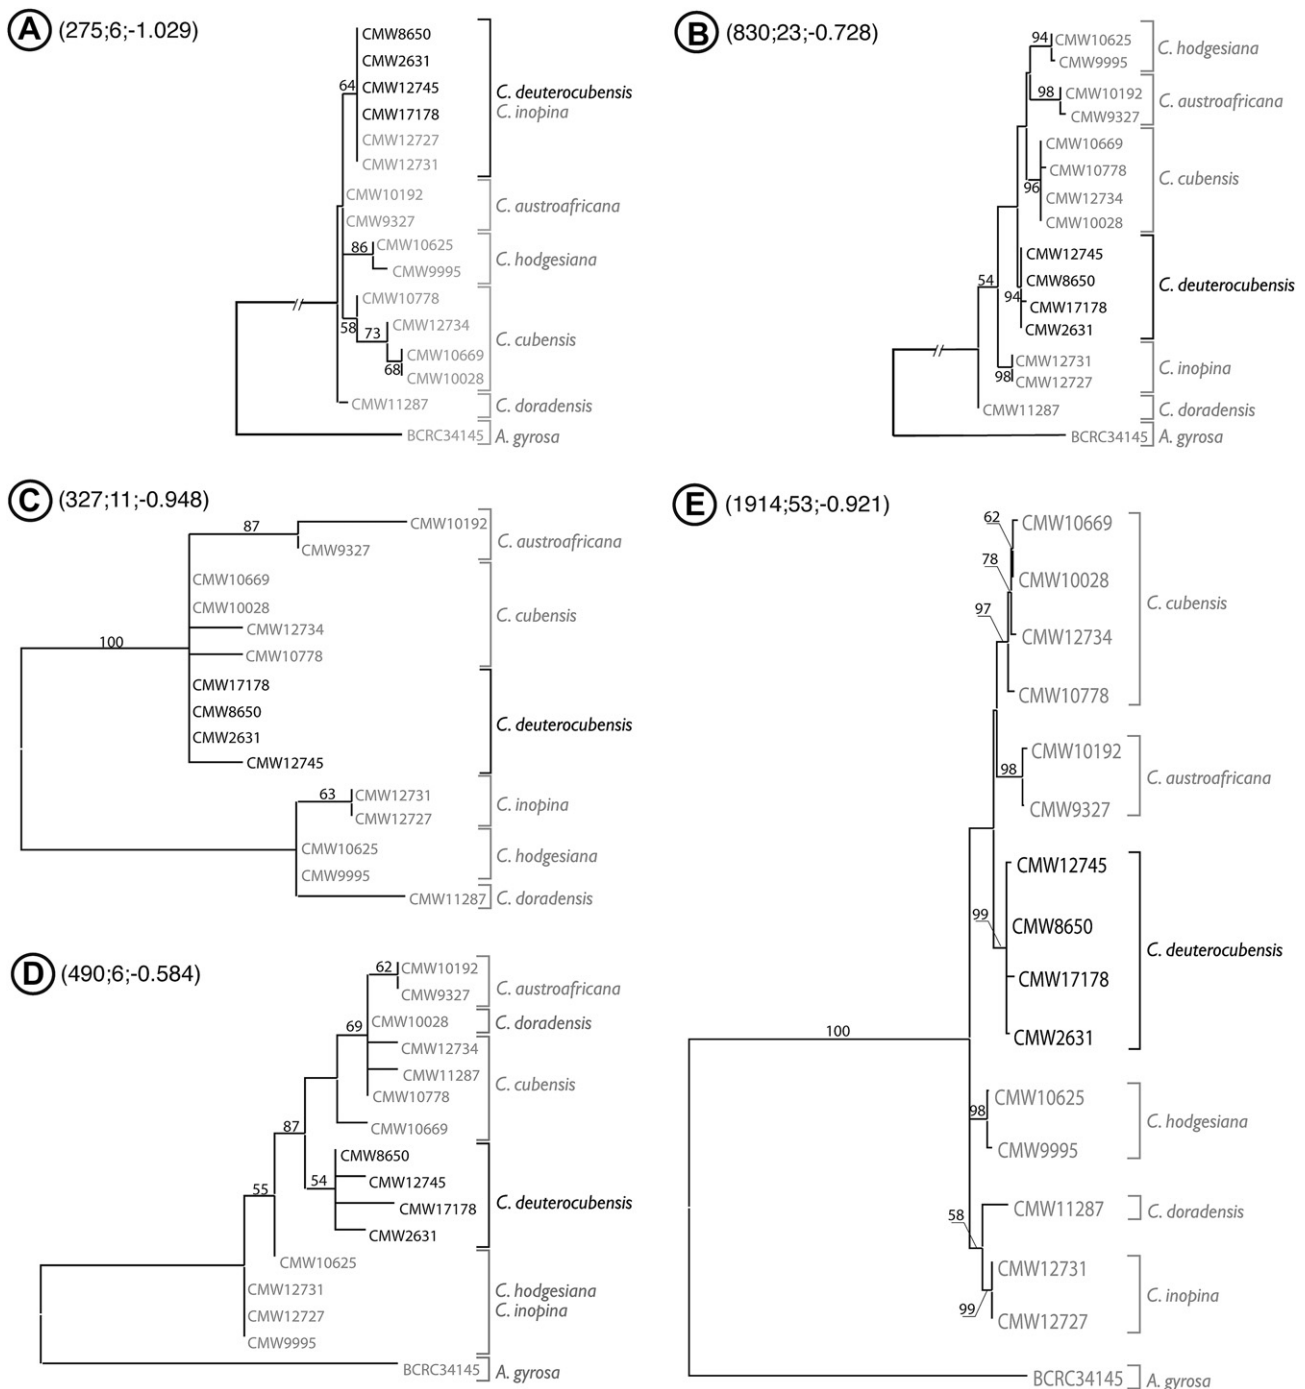 A (275;6;-1.029)
64
CMW8650
CMW2631
CMW12745
CMW17178
CMW12727
CMW12731
C. deuterocubensis
C. inopina
CMW10192
CMW9327
C. austroafricana
86
CMW10625
CMW9995
C. hodgesiana
CMW10778
58
73
CMW12734
68
CMW10669
CMW10028
C. cubensis
CMW11287
C. doradensis
BCRC34145
A. gyrosa
B (830;23;-0.728)
94
CMW10625
CMW9995
C. hodgesiana
98
CMW10192
CMW9327
C. austroafricana
CMW10669
CMW10778
96
CMW12734
CMW10028
C. cubensis
54
94
CMW12745
CMW8650
CMW17178
CMW2631
C. deuterocubensis
98
CMW12731
CMW12727
C. inopina
CMW11287
C. doradensis
BCRC34145
A. gyrosa
C (327;11;-0.948)
87
CMW10192
CMW9327
C. austroafricana
CMW10669
CMW10028
CMW12734
CMW10778
C. cubensis
100
CMW17178
CMW8650
CMW2631
CMW12745
C. deuterocubensis
63
CMW12731
CMW12727
C. inopina
CMW10625
CMW9995
C. hodgesiana
CMW11287
C. doradensis
D (490;6;-0.584)
62
CMW10192
CMW9327
C. austroafricana
69
CMW10028
C. doradensis
CMW12734
CMW11287
CMW10778
CMW10669
C. cubensis
87
54
CMW8650
CMW12745
CMW17178
CMW2631
C. deuterocubensis
55
CMW10625
CMW12731
CMW12727
CMW9995
C. hodgesiana
C. inopina
BCRC34145
A. gyrosa
E (1914;53;-0.921)
62
78
97
CMW10669
CMW10028
CMW12734
CMW10778
C. cubensis
98
CMW10192
CMW9327
C. austroafricana
99
CMW12745
CMW8650
CMW17178
CMW2631
C. deuterocubensis
100
98
CMW10625
CMW9995
C. hodgesiana
58
CMW11287
C. doradensis
99
CMW12731
CMW12727
C. inopina
BCRC34145
A. gyrosa